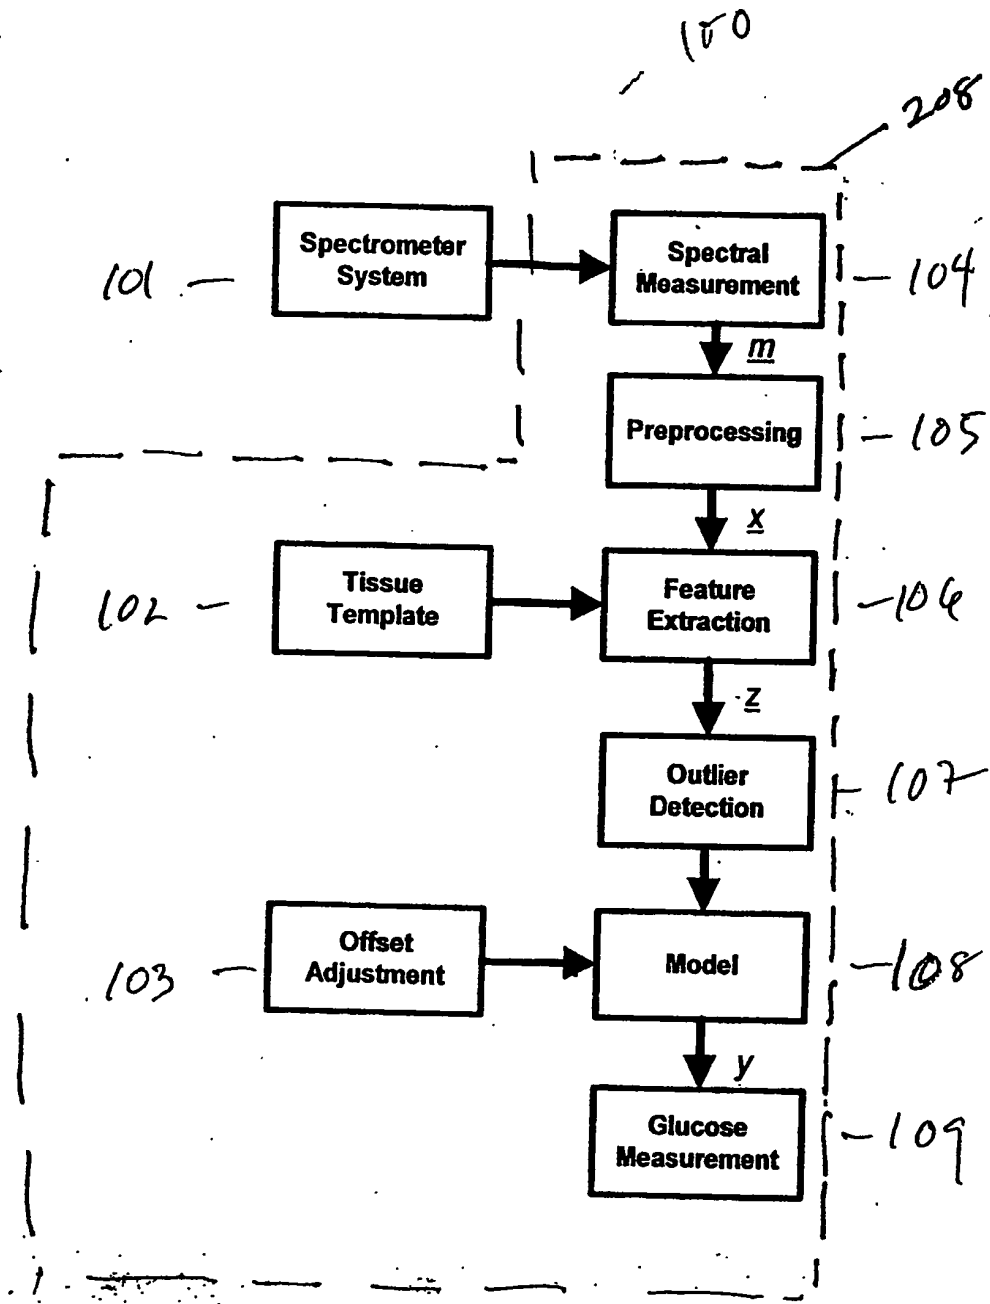 100
208
Spectrometer
System
101
Spectral
Measurement
104
m
Preprocessing
105
x
Tissue
Template
102
Feature
Extraction
106
z
Outlier
Detection
107
Offset
Adjustment
103
Model
108
y
Glucose
Measurement
109